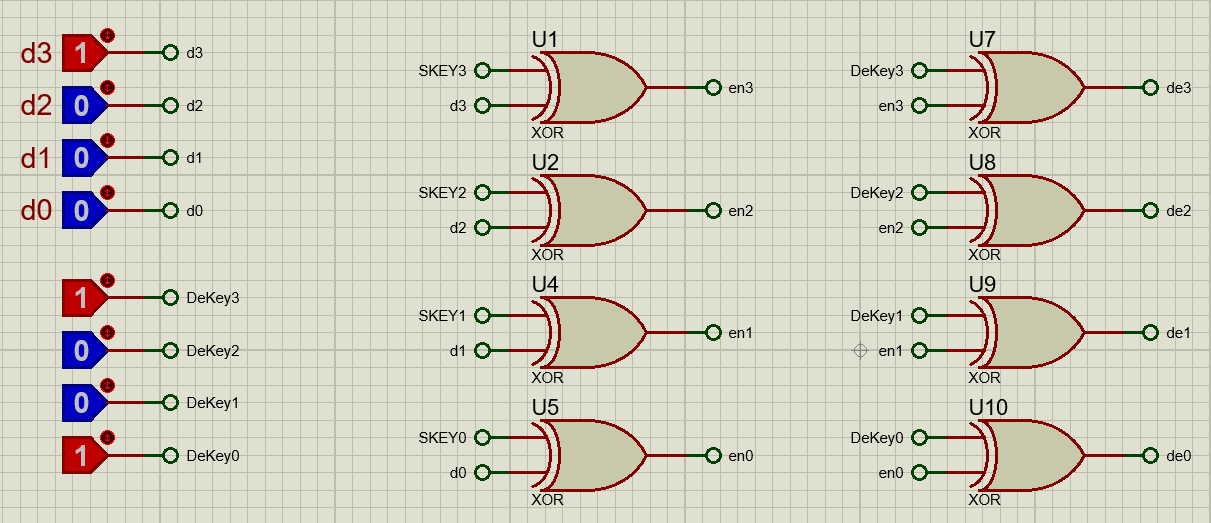 d3 1 d3
d2 0 d2
d1 0 d1
d0 0 d0
1 DeKey3
0 DeKey2
0 DeKey1
1 DeKey0
U1
SKEY3
d3
en3
XOR
U2
SKEY2
d2
en2
XOR
U4
SKEY1
d1
en1
XOR
U5
SKEY0
d0
en0
XOR
U7
DeKey3
en3
de3
XOR
U8
DeKey2
en2
de2
XOR
U9
DeKey1
en1
de1
XOR
U10
DeKey0
en0
de0
XOR